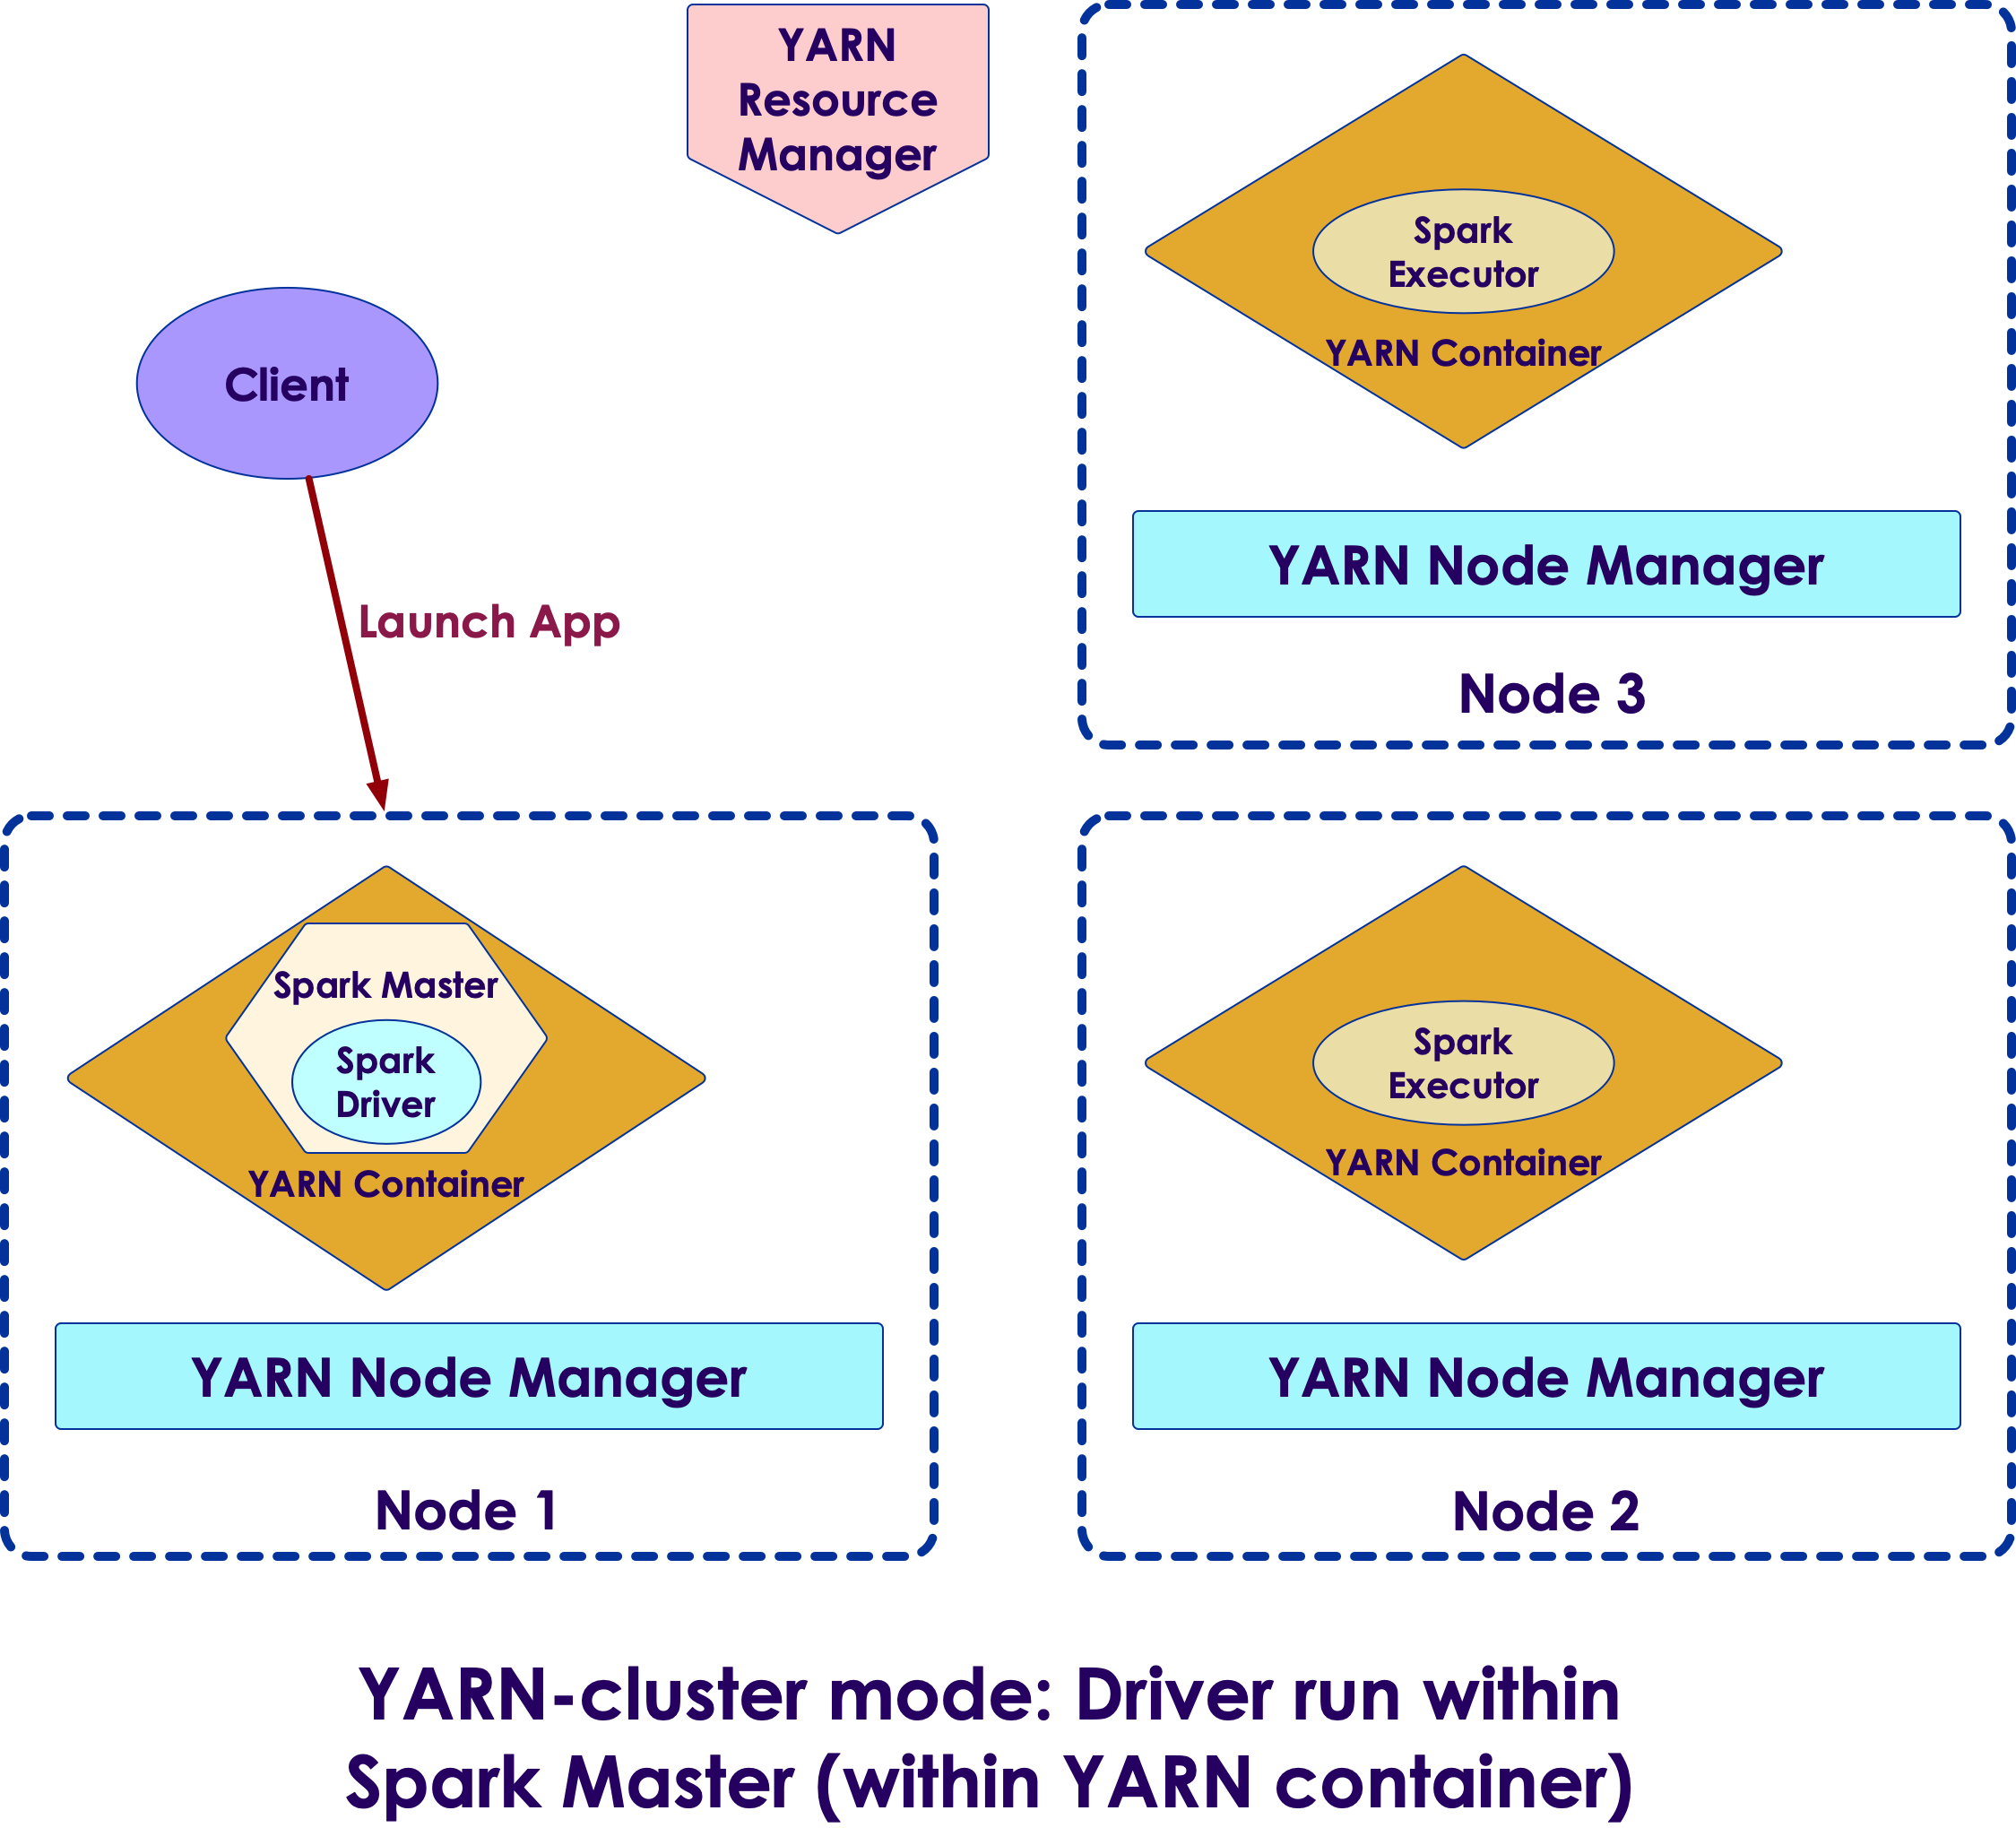 YARN
Resource
Manager
Spark
Executor
YARN Container
YARN Node Manager
Node 3
Client
Launch App
Spark Master
Spark
Driver
YARN Container
YARN Node Manager
Node 1
Spark
Executor
YARN Container
YARN Node Manager
Node 2
YARN-cluster mode: Driver run within
Spark Master (within YARN container)